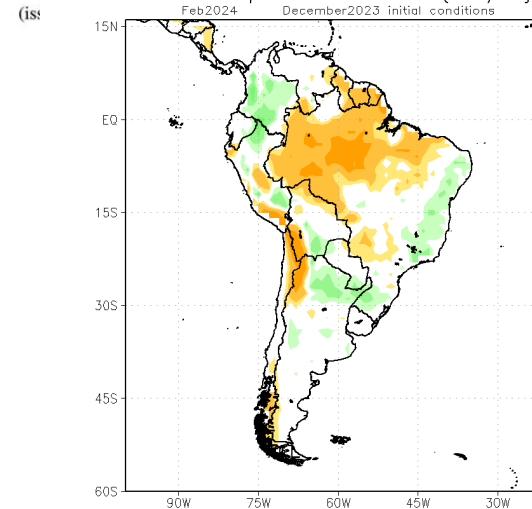 (iss
Feb2024 December2023 initial conditions
15N
EQ
15S
30S
45S
60S
90W 75W 60W 45W 30W